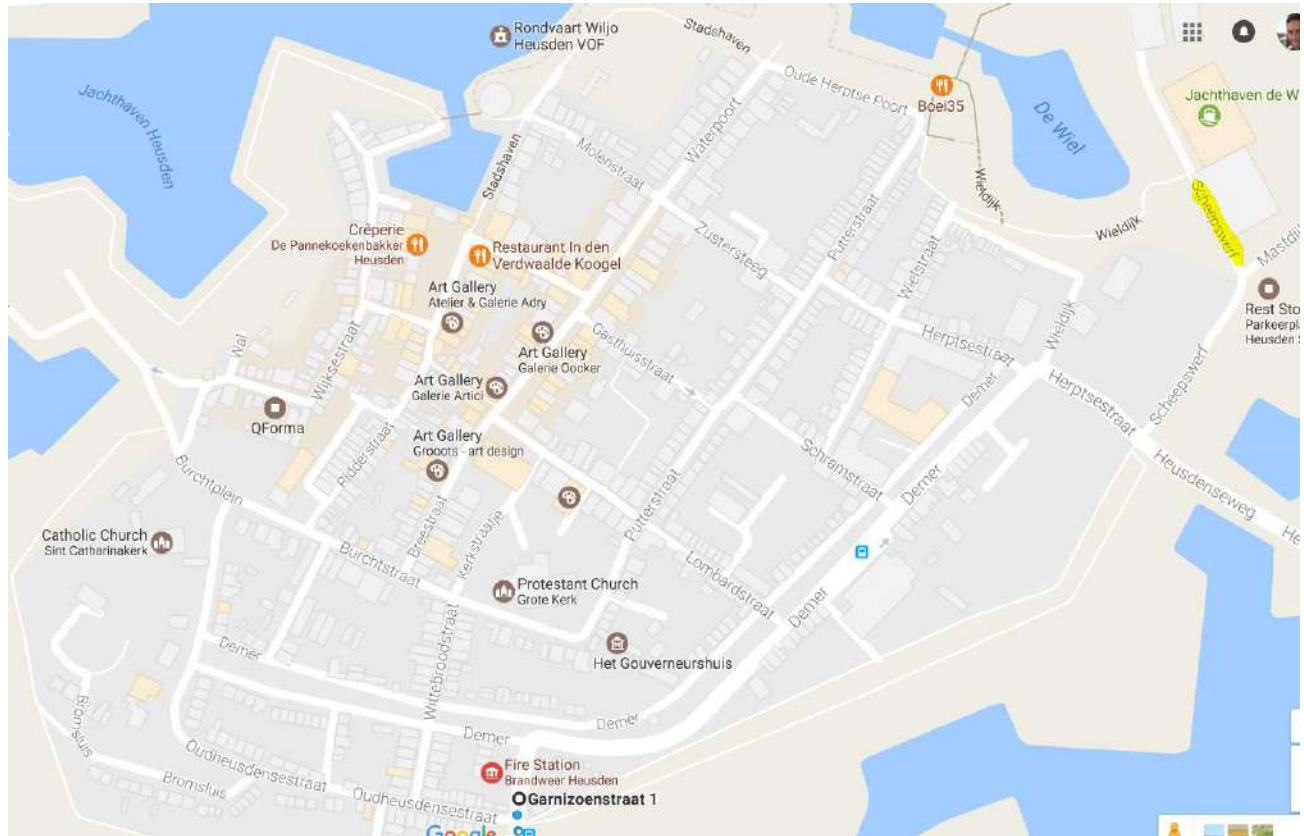 Rondvaart Wiljo
Heusden VOF
Stadshaven
Oude Herptse Poort
Boei35
De Wiel
Jachthaven de W
Jachthaven Heusden
Stadshaven
Molenstraat
Waterpoort
Zustersteeg
Putterstraat
Wieldijk
Wieldijk
Scheepswerf
Mastdij
Crêperie
De Pannekoekenbakker
Heusden
Restaurant In den
Verdwaalde Koogel
Art Gallery
Atelier & Galerie Adry
Art Gallery
Galerie Oocker
Wielstraat
Herptsestraat
Wieldijk
Rest Sto
Parkeerpla
Heusden S
Wal
Wijksestraat
Gasthuisstraat
Demer
Herptsestraat
Scheepswerf
Art Gallery
Galerie Artici
QForma
Art Gallery
Grooots - art design
Ridderstraat
Schramstraat
Demer
Heusdenseweg
He
Burchtplein
Catholic Church
Sint Catharinakerk
Burchtstraat
Breestraat
Kerkstraatje
Putterstraat
Lombardstraat
Protestant Church
Grote Kerk
Demer
Het Gouverneurshuis
Demer
Wittebroodstraat
Demer
Demer
Bromsluis
Bromsluis
Oudheusdensestraat
Oudheusdensestraat
Fire Station
Brandweer Heusden
Garnizoenstraat 1
Google